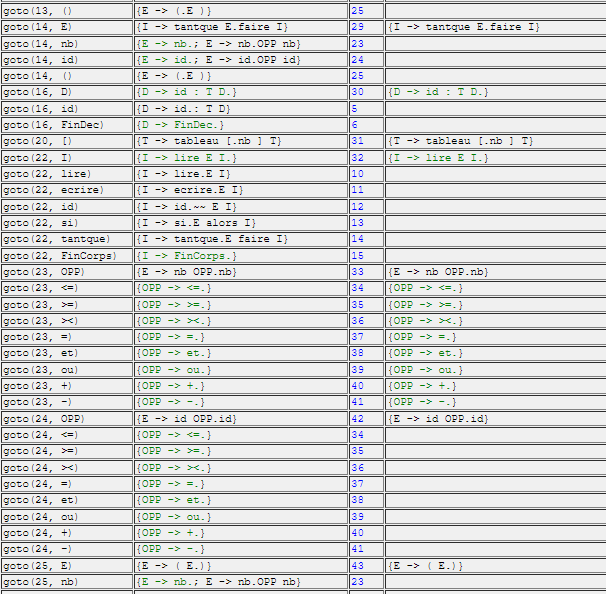 goto(13, () {E -> (.E )} 25
goto(14, E) {I -> tantque E.faire I} 29 {I -> tantque E.faire I}
goto(14, nb) {E -> nb.; E -> nb.OPP nb} 23
goto(14, id) {E -> id.; E -> id.OPP id} 24
goto(14, () {E -> (.E )} 25
goto(16, D) {D -> id : T D.} 30 {D -> id : T D.}
goto(16, id) {D -> id.: T D} 5
goto(16, FinDec) {D -> FinDec.} 6
goto(20, [) {T -> tableau [.nb ] T} 31 {T -> tableau [.nb ] T}
goto(22, I) {I -> lire E I.} 32 {I -> lire E I.}
goto(22, lire) {I -> lire.E I} 10
goto(22, ecrire) {I -> ecrire.E I} 11
goto(22, id) {I -> id.~~ E I} 12
goto(22, si) {I -> si.E alors I} 13
goto(22, tantque) {I -> tantque.E faire I} 14
goto(22, FinCorps) {I -> FinCorps.} 15
goto(23, OPP) {E -> nb OPP.nb} 33 {E -> nb OPP.nb}
goto(23, <=) {OPP -> <=.} 34 {OPP -> <=.}
goto(23, >=) {OPP -> >=.} 35 {OPP -> >=.}
goto(23, ><) {OPP -> ><.} 36 {OPP -> ><.}
goto(23, =) {OPP -> =.} 37 {OPP -> =.}
goto(23, et) {OPP -> et.} 38 {OPP -> et.}
goto(23, ou) {OPP -> ou.} 39 {OPP -> ou.}
goto(23, +) {OPP -> +.} 40 {OPP -> +.}
goto(23, -) {OPP -> -.} 41 {OPP -> -.}
goto(24, OPP) {E -> id OPP.id} 42 {E -> id OPP.id}
goto(24, <=) {OPP -> <=.} 34
goto(24, >=) {OPP -> >=.} 35
goto(24, ><) {OPP -> ><.} 36
goto(24, =) {OPP -> =.} 37
goto(24, et) {OPP -> et.} 38
goto(24, ou) {OPP -> ou.} 39
goto(24, +) {OPP -> +.} 40
goto(24, -) {OPP -> -.} 41
goto(25, E) {E -> ( E.)} 43 {E -> ( E.)}
goto(25, nb) {E -> nb.; E -> nb.OPP nb} 23